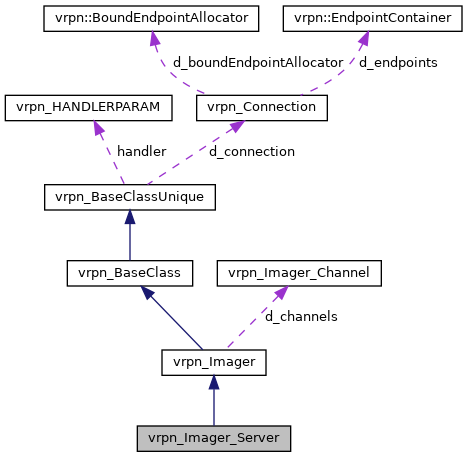 vrpn::BoundEndpointAllocator
vrpn::EndpointContainer
d_boundEndpointAllocator
d_endpoints
vrpn_HANDLERPARAM
vrpn_Connection
handler
d_connection
vrpn_BaseClassUnique
vrpn_BaseClass
vrpn_Imager_Channel
d_channels
vrpn_Imager
vrpn_Imager_Server